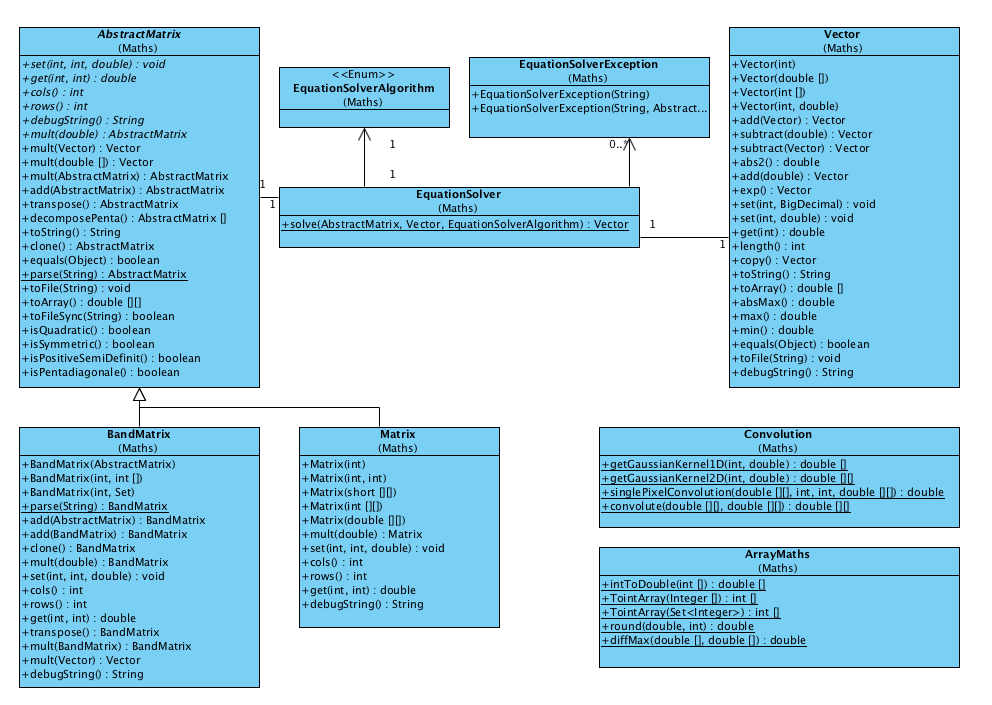 AbstractMatrix
(Maths)
+set(int, int, double) : void
+get(int, int) : double
+cols() : int
+rows() : int
+debugString() : String
+mult(double) : AbstractMatrix
+mult(Vector) : Vector
+mult(double []) : Vector
+mult(AbstractMatrix) : AbstractMatrix
+add(AbstractMatrix) : AbstractMatrix
+transpose() : AbstractMatrix
+decomposePenta() : AbstractMatrix []
+toString() : String
+clone() : AbstractMatrix
+equals(Object) : boolean
+parse(String) : AbstractMatrix
+toFile(String) : void
+toArray() : double [][]
+toFileSync(String) : boolean
+isQuadratic() : boolean
+isSymmetric() : boolean
+isPositiveSemiDefinit() : boolean
+isPentadiagonale() : boolean
<<Enum>>
EquationSolverAlgorithm
(Maths)
EquationSolverException
(Maths)
+EquationSolverException(String)
+EquationSolverException(String, Abstract...
1
1
0..*
1
1
EquationSolver
(Maths)
+solve(AbstractMatrix, Vector, EquationSolverAlgorithm) : Vector
1
1
Vector
(Maths)
+Vector(int)
+Vector(double [])
+Vector(int [])
+Vector(int, double)
+add(Vector) : Vector
+subtract(double) : Vector
+subtract(Vector) : Vector
+abs2() : double
+add(double) : Vector
+exp() : Vector
+set(int, BigDecimal) : void
+set(int, double) : void
+get(int) : double
+length() : int
+copy() : Vector
+toString() : String
+toArray() : double []
+absMax() : double
+max() : double
+min() : double
+equals(Object) : boolean
+toFile(String) : void
+debugString() : String
BandMatrix
(Maths)
+BandMatrix(AbstractMatrix)
+BandMatrix(int, int [])
+BandMatrix(int, Set)
+parse(String) : BandMatrix
+add(AbstractMatrix) : BandMatrix
+add(BandMatrix) : BandMatrix
+clone() : BandMatrix
+mult(double) : BandMatrix
+set(int, int, double) : void
+cols() : int
+rows() : int
+get(int, int) : double
+transpose() : BandMatrix
+mult(BandMatrix) : BandMatrix
+mult(Vector) : Vector
+debugString() : String
Matrix
(Maths)
+Matrix(int)
+Matrix(int, int)
+Matrix(short [][])
+Matrix(int [][])
+Matrix(double [][])
+mult(double) : Matrix
+set(int, int, double) : void
+cols() : int
+rows() : int
+get(int, int) : double
+debugString() : String
Convolution
(Maths)
+getGaussianKernel1D(int, double) : double []
+getGaussianKernel2D(int, double) : double [][]
+singlePixelConvolution(double [][], int, int, double [][]) : double
+convolute(double [][], double [][]) : double [][]
ArrayMaths
(Maths)
+intToDouble(int []) : double []
+TointArray(Integer []) : int []
+TointArray(Set<Integer>) : int []
+round(double, int) : double
+diffMax(double [], double []) : double